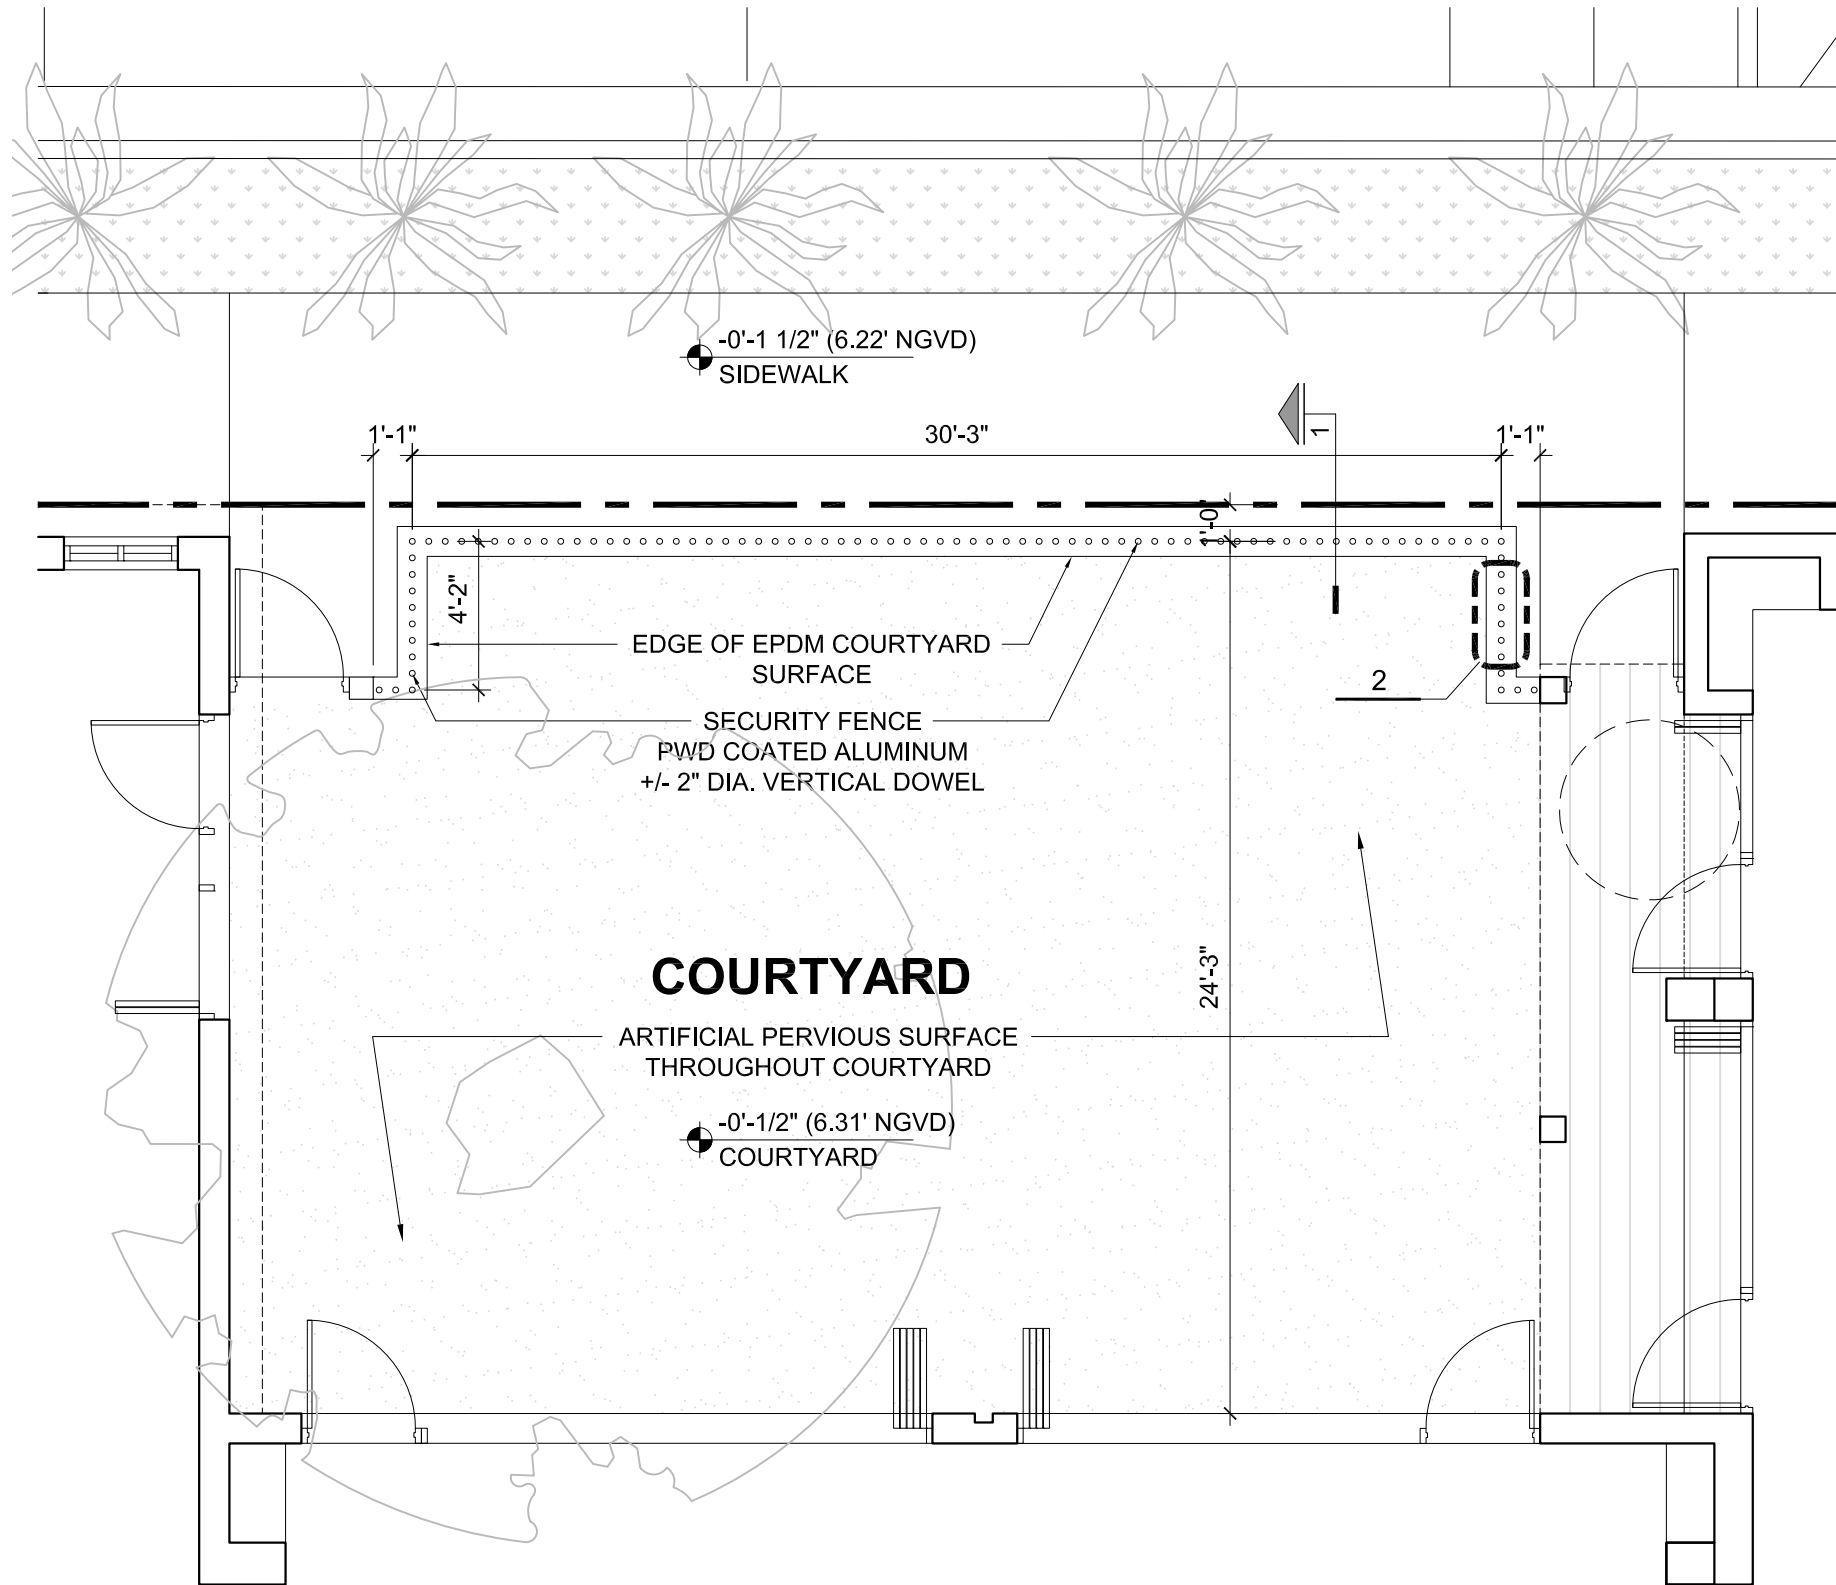 -0'-1 1/2" (6.22' NGVD)
SIDEWALK
1
1'-1"
30'-3"
1'-1"
1'-0"
4'-2"
EDGE OF EPDM COURTYARD
SURFACE
2
SECURITY FENCE
PWD COATED ALUMINUM
+/- 2" DIA. VERTICAL DOWEL
24'-3"
COURTYARD
ARTIFICIAL PERVIOUS SURFACE
THROUGHOUT COURTYARD
-0'-1/2" (6.31' NGVD)
COURTYARD